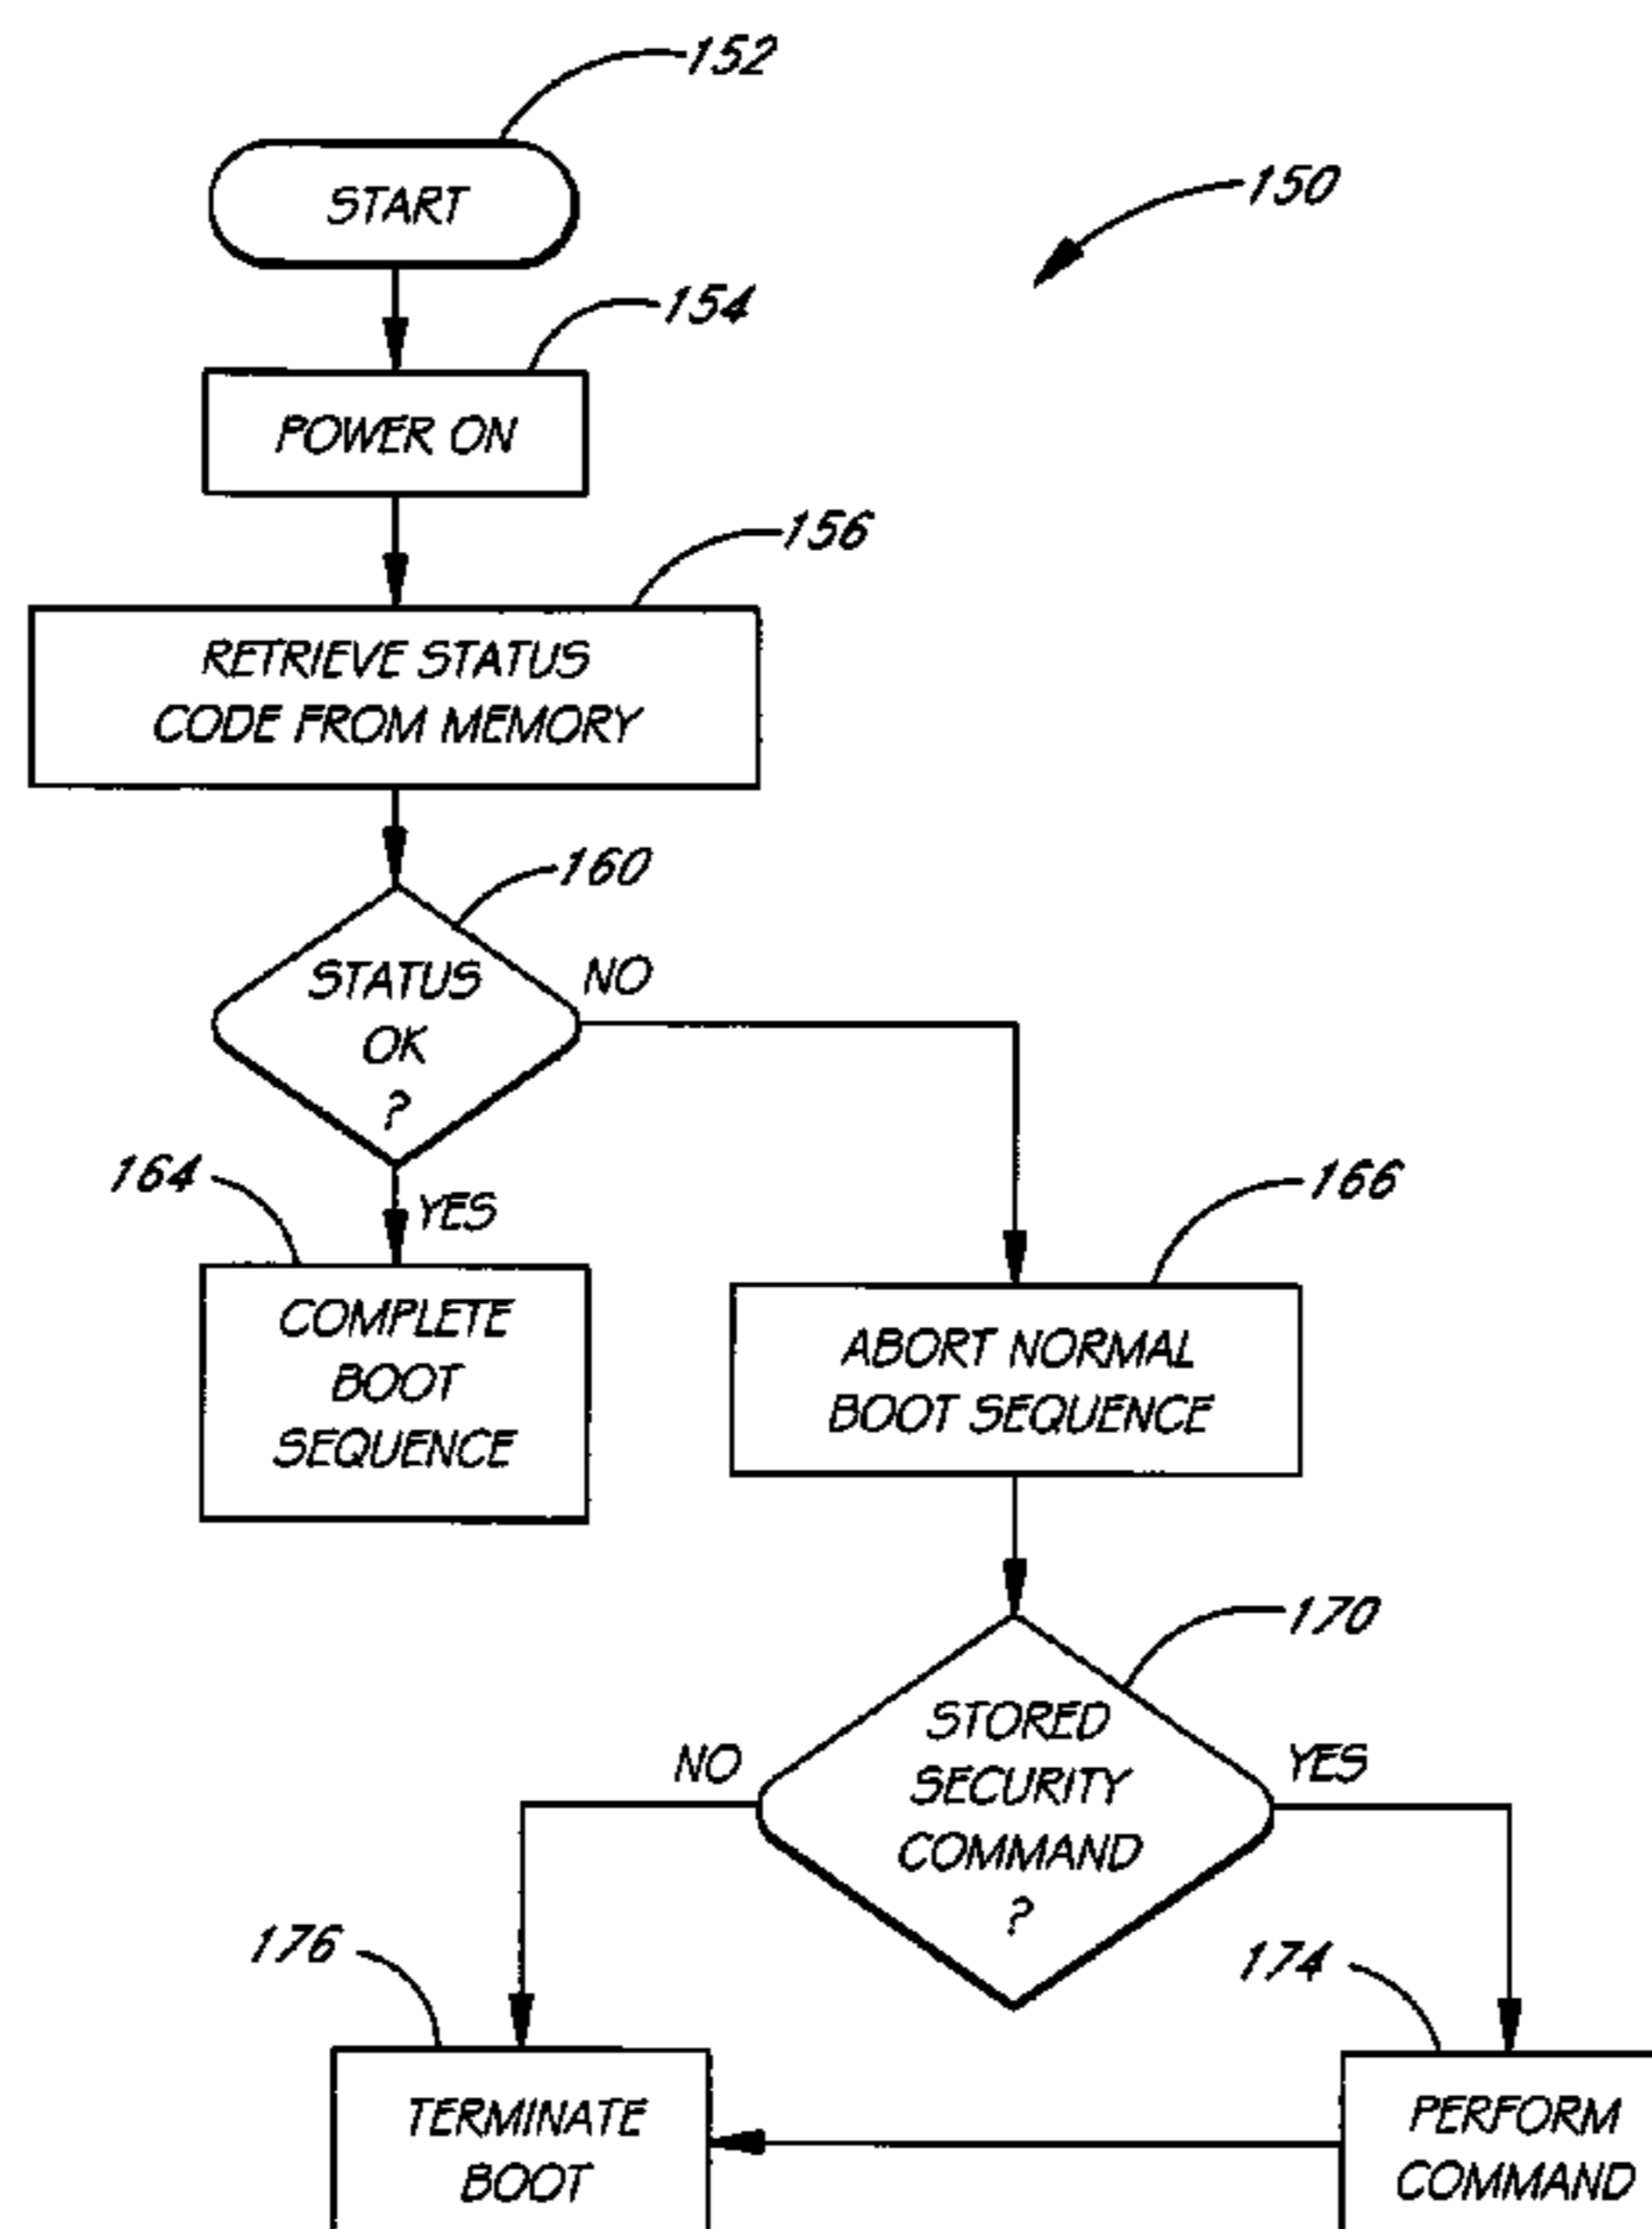 152
START
150
154
POWER ON
156
RETRIEVE STATUS
CODE FROM MEMORY
160
STATUS
OK
?
NO
164
YES
166
COMPLETE
BOOT
SEQUENCE
ABORT NORMAL
BOOT SEQUENCE
170
STORED
SECURITY
COMMAND
?
NO
YES
176
174
TERMINATE
BOOT
PERFORM
COMMAND